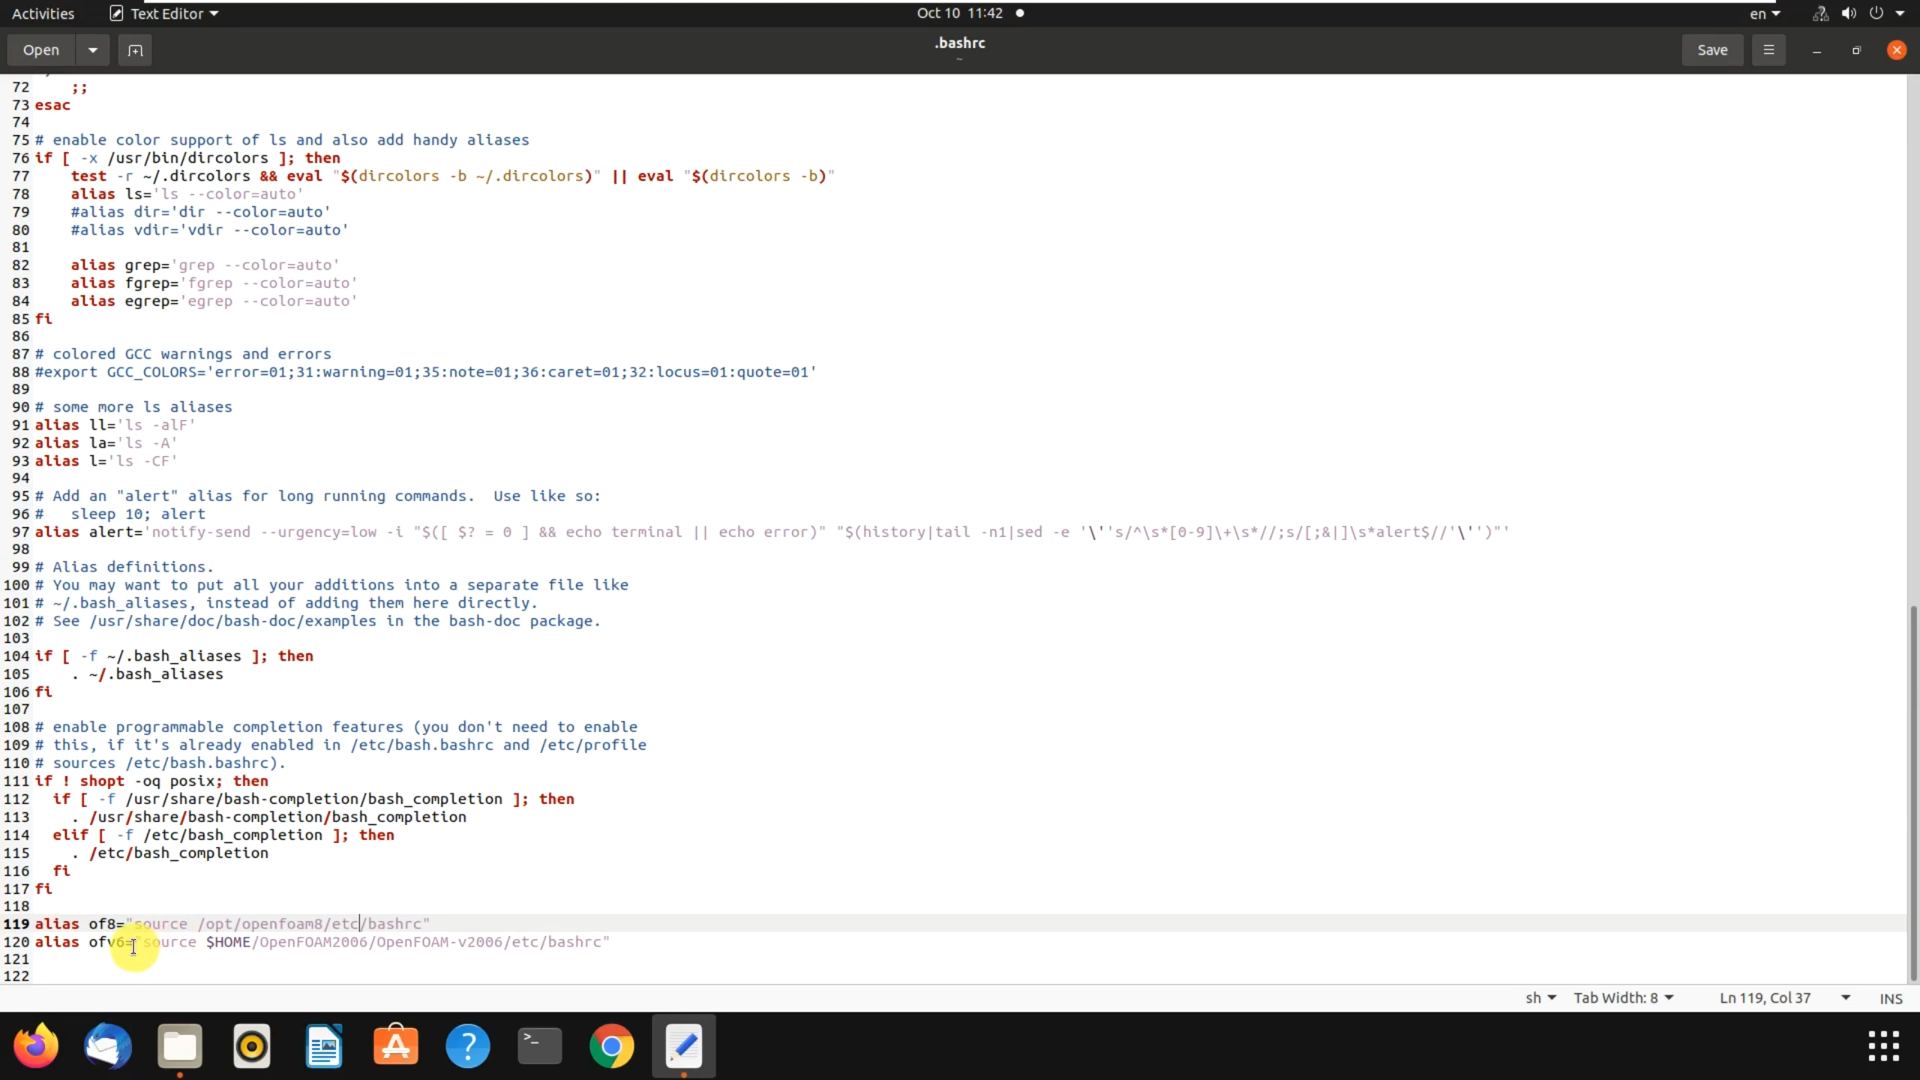 Activities Text Editor Oct 10 11:42 en
Open .bashrc Save
~
72 ;;
73 esac
74
75 # enable color support of ls and also add handy aliases
76 if [ -x /usr/bin/dircolors ]; then
77 test -r ~/.dircolors && eval "$(dircolors -b ~/.dircolors)" || eval "$(dircolors -b)"
78 alias ls='ls --color=auto'
79 #alias dir='dir --color=auto'
80 #alias vdir='vdir --color=auto'
81
82 alias grep='grep --color=auto'
83 alias fgrep='fgrep --color=auto'
84 alias egrep='egrep --color=auto'
85 fi
86
87 # colored GCC warnings and errors
88 #export GCC_COLORS='error=01;31:warning=01;35:note=01;36:caret=01;32:locus=01:quote=01'
89
90 # some more ls aliases
91 alias ll='ls -alF'
92 alias la='ls -A'
93 alias l='ls -CF'
94
95 # Add an "alert" alias for long running commands.  Use like so:
96 #   sleep 10; alert
97 alias alert='notify-send --urgency=low -i "$([ $? = 0 ] && echo terminal || echo error)" "$(history|tail -n1|sed -e '\''s/^\s*[0-9]\+\s*//;s/[;&|]\s*alert$//'\'')"'
98
99 # Alias definitions.
100 # You may want to put all your additions into a separate file like
101 # ~/.bash_aliases, instead of adding them here directly.
102 # See /usr/share/doc/bash-doc/examples in the bash-doc package.
103
104 if [ -f ~/.bash_aliases ]; then
105 . ~/.bash_aliases
106 fi
107
108 # enable programmable completion features (you don't need to enable
109 # this, if it's already enabled in /etc/bash.bashrc and /etc/profile
110 # sources /etc/bash.bashrc).
111 if ! shopt -oq posix; then
112 if [ -f /usr/share/bash-completion/bash_completion ]; then
113 . /usr/share/bash-completion/bash_completion
114 elif [ -f /etc/bash_completion ]; then
115 . /etc/bash_completion
116 fi
117 fi
118
119 alias of8="source /opt/openfoam8/etc/bashrc"
120 alias ofv6="source $HOME/OpenFOAM2006/OpenFOAM-v2006/etc/bashrc"
121
122
sh Tab Width: 8 Ln 119, Col 37 INS